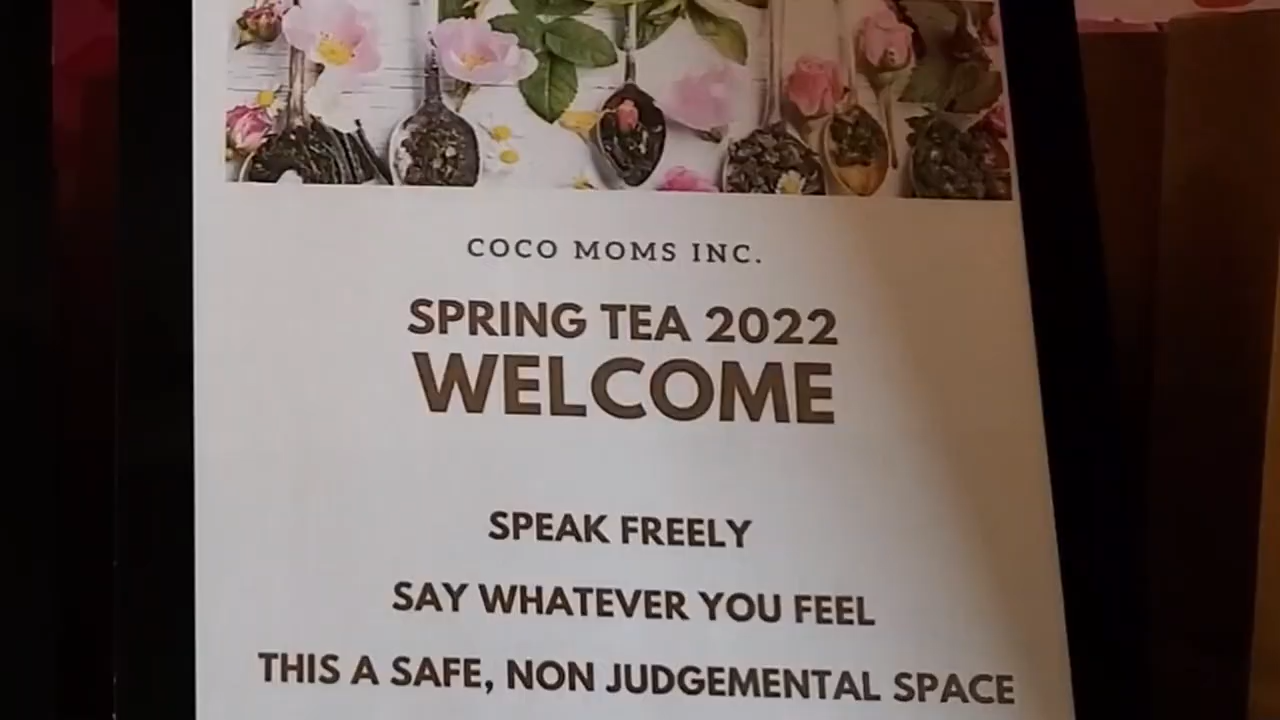 COCO MOMS INC.
SPRING TEA 2022
WELCOME
SPEAK FREELY
SAY WHATEVER YOU FEEL
THIS A SAFE, NON JUDGEMENTAL SPACE